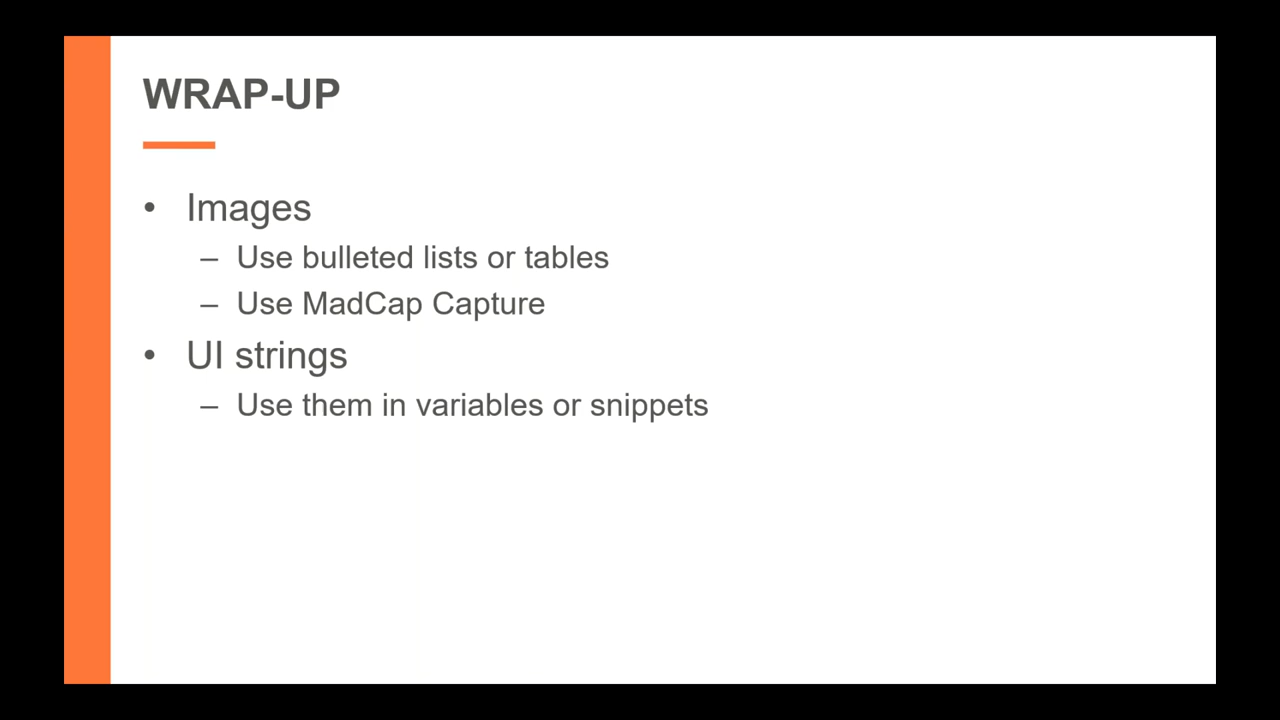 WRAP-UP
• Images
– Use bulleted lists or tables
– Use MadCap Capture
• UI strings
– Use them in variables or snippets